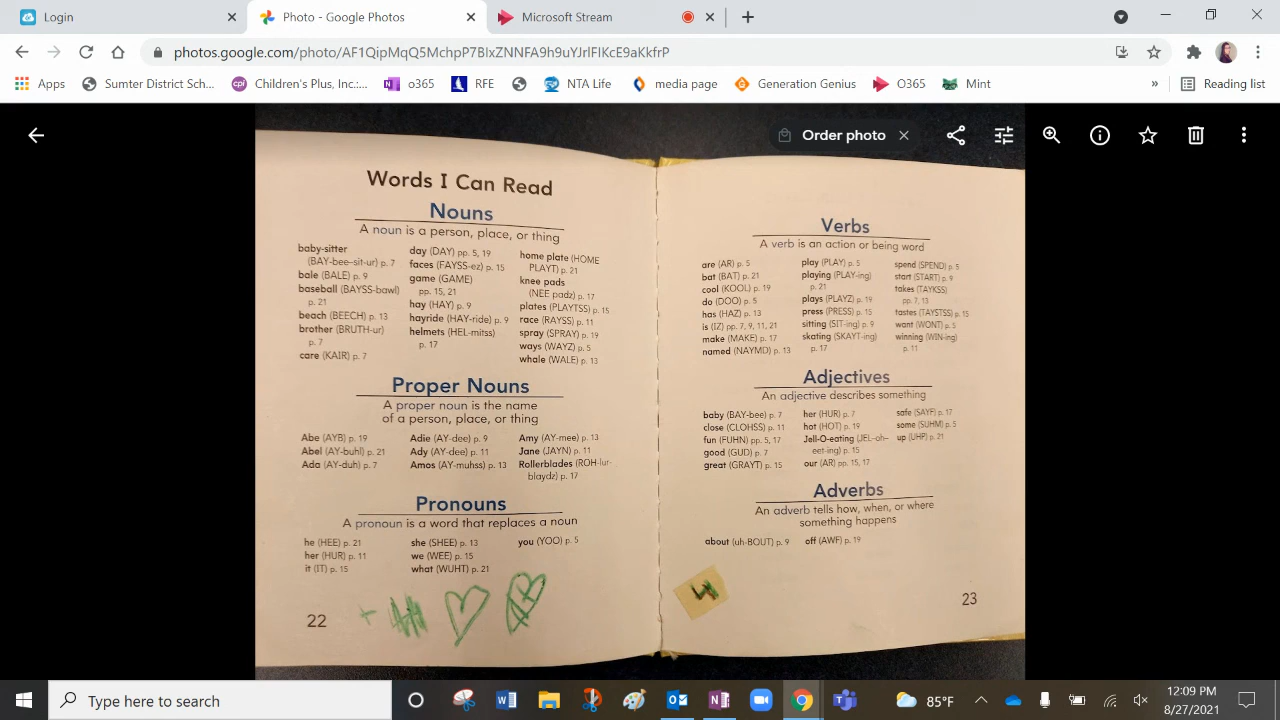 Login
Photo - Google Photos
Microsoft Stream
photos.google.com/photo/AF1QipMqQ5MchpP7BIxZNNFA9h9uYJrlFIKcE9aKkfrP
Apps
Sumter District Sch...
Children's Plus, Inc.:...
o365
RFE
NTA Life
media page
Generation Genius
O365
Mint
»
Reading list
Order photo
Words I Can Read
Nouns
A noun is a person, place, or thing
baby-sitter
(BAY-bee–sit-ur) p. 7
bale (BALE) p. 9
baseball (BAYSS-bawl)
p. 21
beach (BEECH) p. 13
brother (BRUTH-ur)
p. 7
care (KAIR) p. 7
day (DAY) pp. 5, 19
faces (FAYSS-ez) p. 15
game (GAME)
pp. 15, 21
hay (HAY) p. 9
hayride (HAY-ride) p. 9
helmets (HEL-mitss)
p. 17
home plate (HOME
PLAYT) p. 21
knee pads
(NEE padz) p. 17
plates (PLAYTSS) p. 15
race (RAYSS) p. 11
spray (SPRAY) p. 19
ways (WAYZ) p. 5
whale (WALE) p. 13
Proper Nouns
A proper noun is the name
of a person, place, or thing
Abe (AYB) p. 19
Abel (AY-buhl) p. 21
Ada (AY-duh) p. 7
Adie (AY-dee) p. 9
Ady (AY-dee) p. 11
Amos (AY-muhss) p. 13
Amy (AY-mee) p. 13
Jane (JAYN) p. 11
Rollerblades (ROH-lur-
blaydz) p. 17
Pronouns
A pronoun is a word that replaces a noun
he (HEE) p. 21
her (HUR) p. 11
it (IT) p. 15
she (SHEE) p. 13
we (WEE) p. 15
what (WUHT) p. 21
you (YOO) p. 5
22
Verbs
A verb is an action or being word
are (AR) p. 5
bat (BAT) p. 21
cool (KOOL) p. 19
do (DOO) p. 5
has (HAZ) p. 13
is (IZ) pp. 7, 9, 11, 21
make (MAKE) p. 17
named (NAYMD) p. 13
play (PLAY) p. 5
playing (PLAY-ing)
p. 21
plays (PLAYZ) p. 19
press (PRESS) p. 15
sitting (SIT-ing) p. 9
skating (SKAYT-ing)
p. 17
spend (SPEND) p. 5
start (START) p. 9
takes (TAYKSS)
pp. 7, 13
tastes (TAYSTSS) p. 15
want (WONT) p. 5
winning (WIN-ing)
p. 11
Adjectives
An adjective describes something
baby (BAY-bee) p. 7
close (CLOHSS) p. 11
fun (FUHN) pp. 5, 17
good (GUD) p. 7
great (GRAYT) p. 15
her (HUR) p. 7
hot (HOT) p. 19
Jell-O-eating (JEL-oh–
eet-ing) p. 15
our (AR) pp. 15, 17
safe (SAYF) p. 17
some (SUHM) p. 5
up (UHP) p. 21
Adverbs
An adverb tells how, when, or where
something happens
about (uh-BOUT) p. 9
off (AWF) p. 19
23
Type here to search
85°F
12:09 PM
8/27/2021